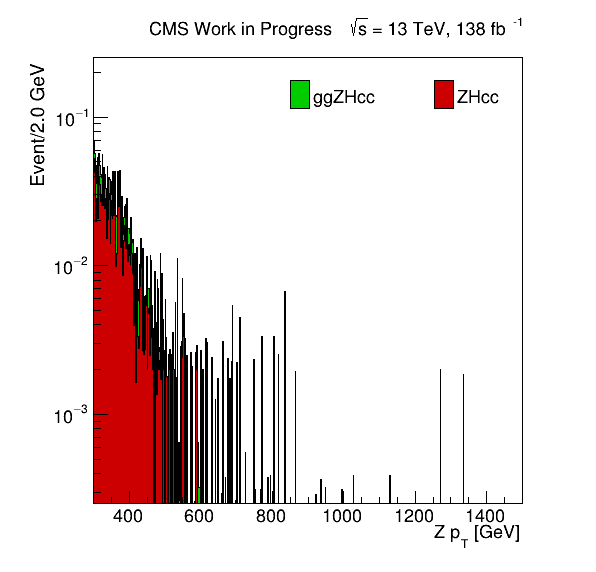 CMS Work in Progress √s = 13 TeV, 138 fb⁻¹
Event/2.0 GeV
ggZHcc ZHcc
10⁻¹
10⁻²
10⁻³
400 600 800 1000 1200 1400
Z p_T [GeV]